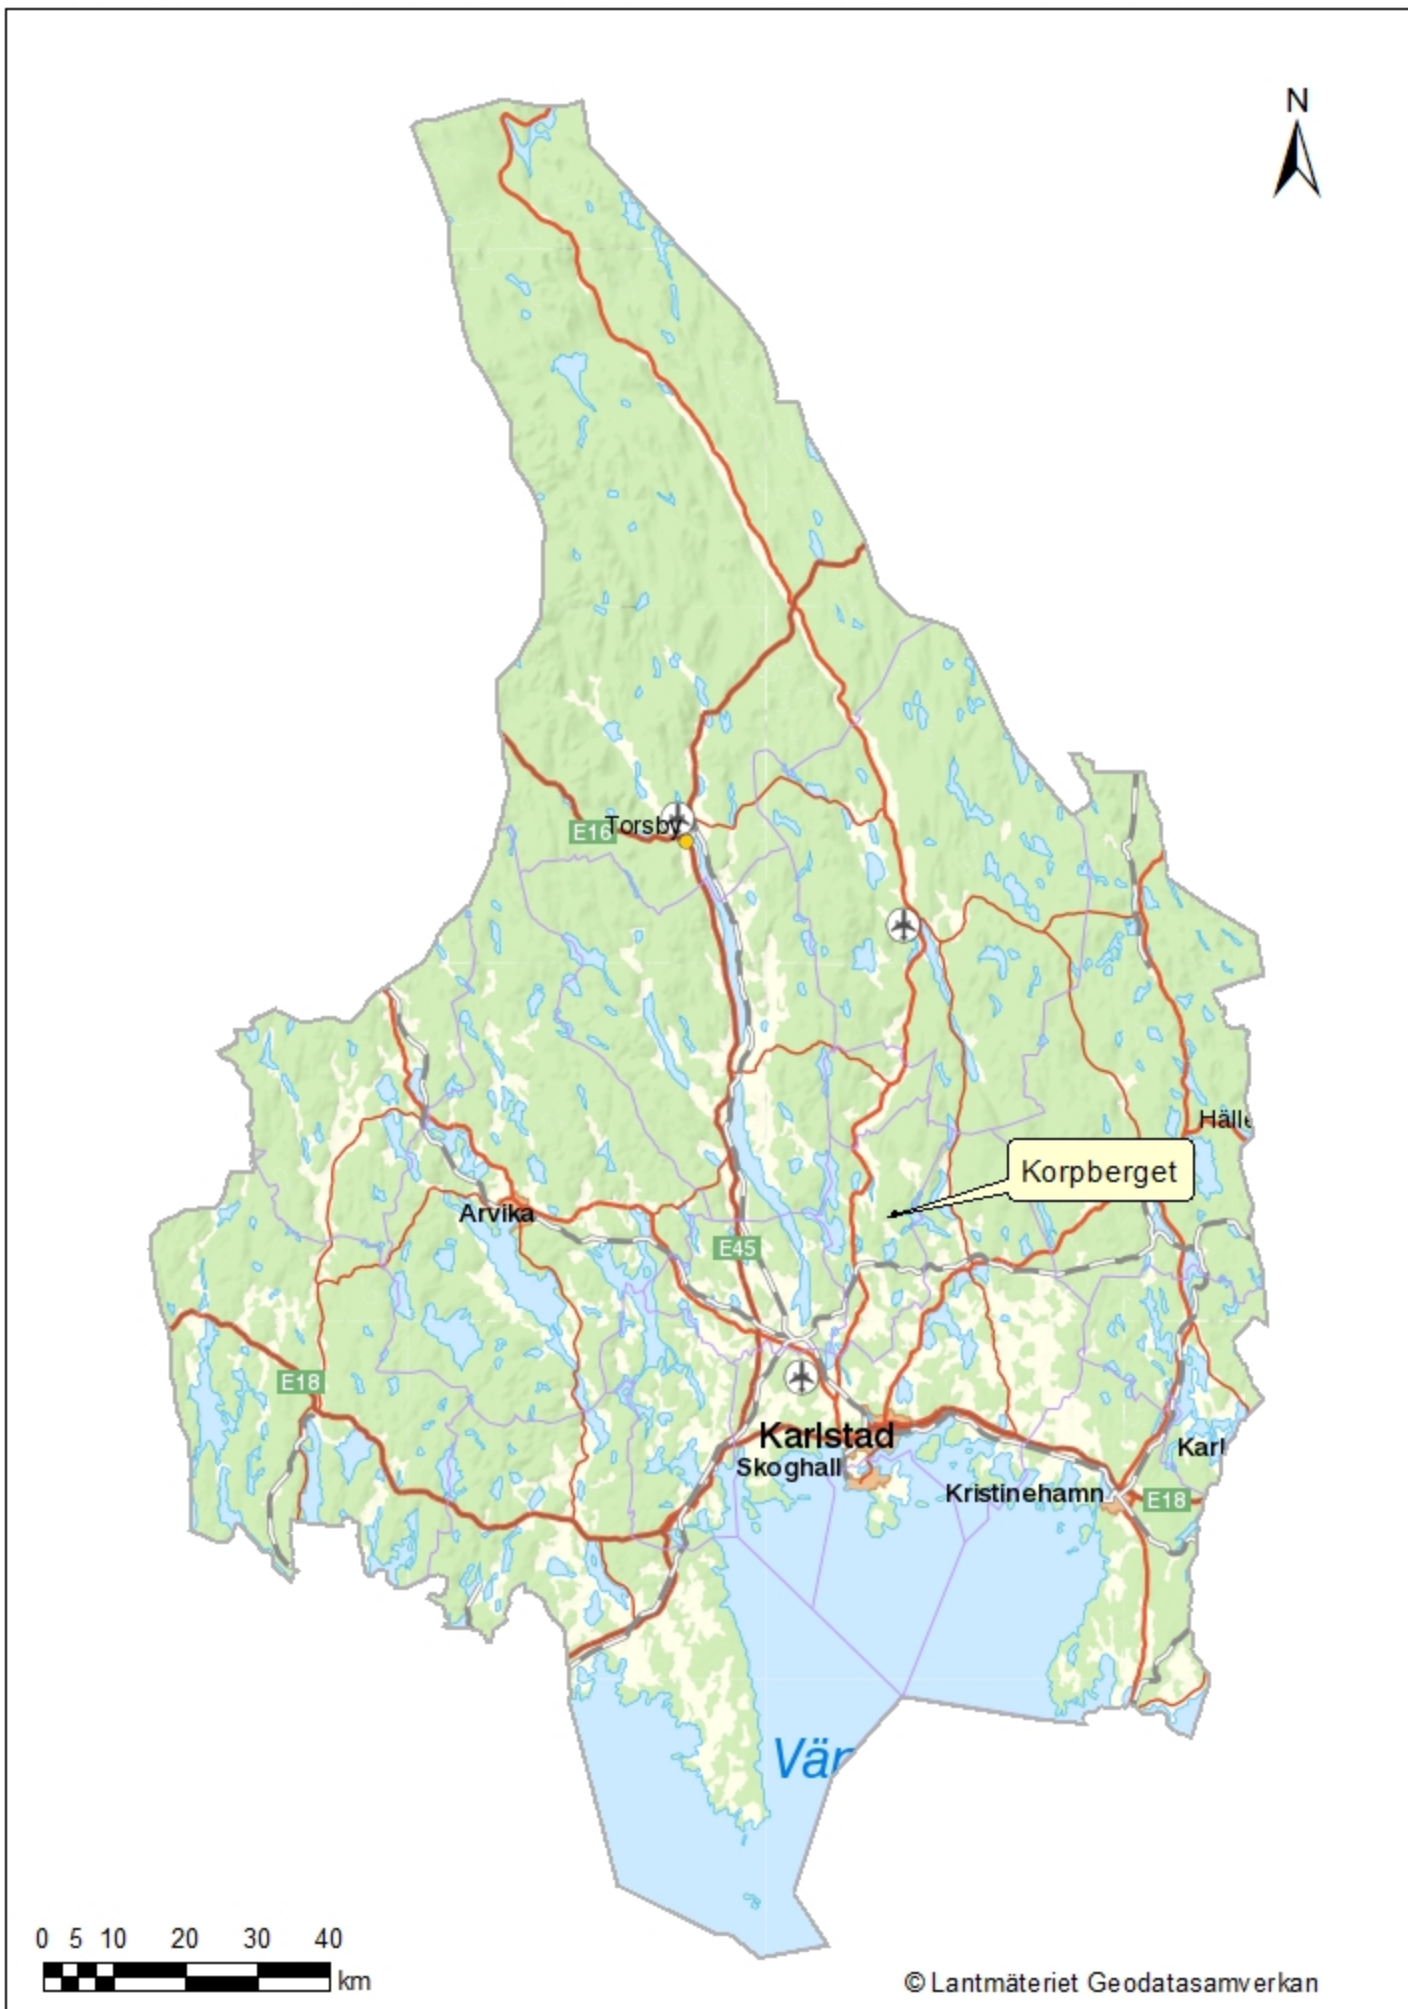 N
E16
Torsby
Hälle
Korpberget
Arvika
E45
E18
Karlstad
Skoghall
Karl
Kristinehamn
E18
Vär
0 5 10 20 30 40
km
© Lantmäteriet Geodatasamverkan